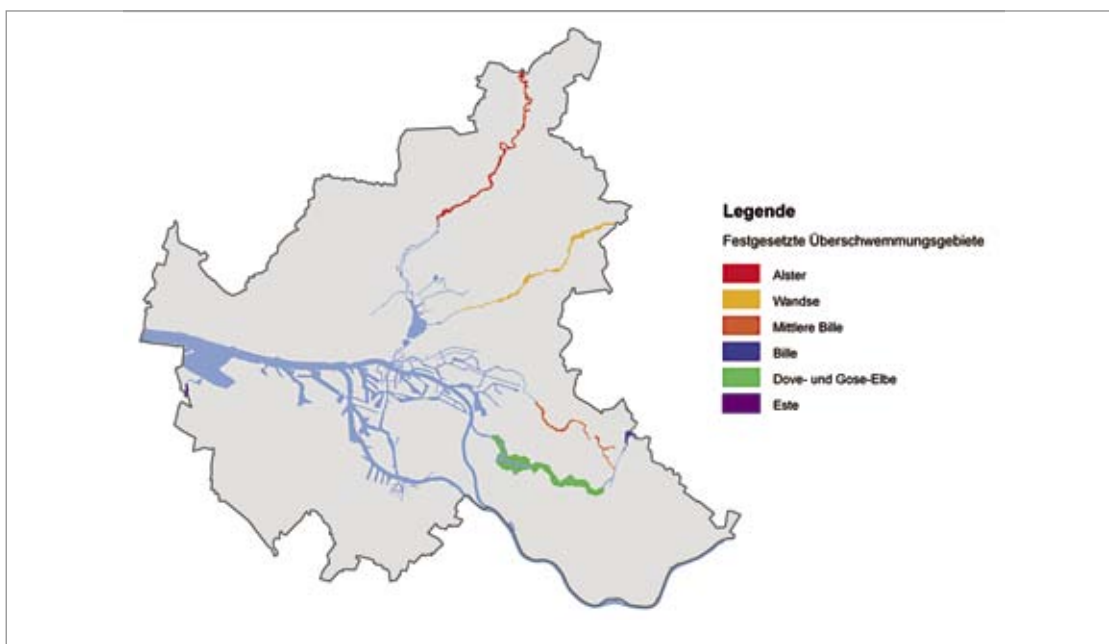 Legende
Festgesetzte Überschwemmungsgebiete
Alster
Wandse
Mittlere Bille
Bille
Dove- und Gose-Elbe
Este